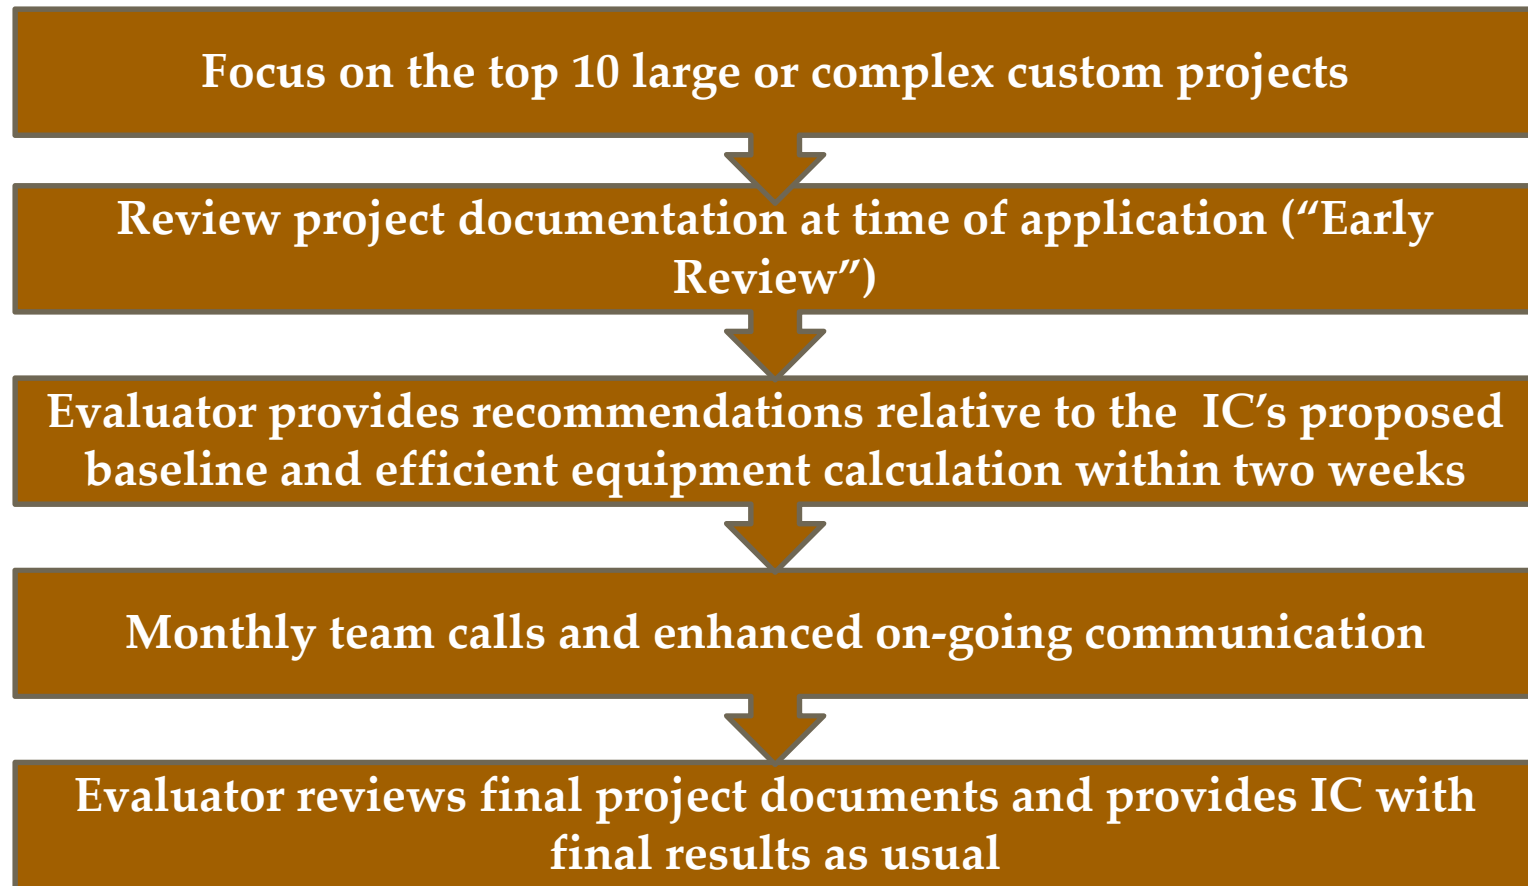 Focus on the top 10 large or complex custom projects
Review project documentation at time of application (“Early
Review”)
Evaluator provides recommendations relative to the  IC’s proposed
baseline and efficient equipment calculation within two weeks
Monthly team calls and enhanced on-going communication
Evaluator reviews final project documents and provides IC with
final results as usual